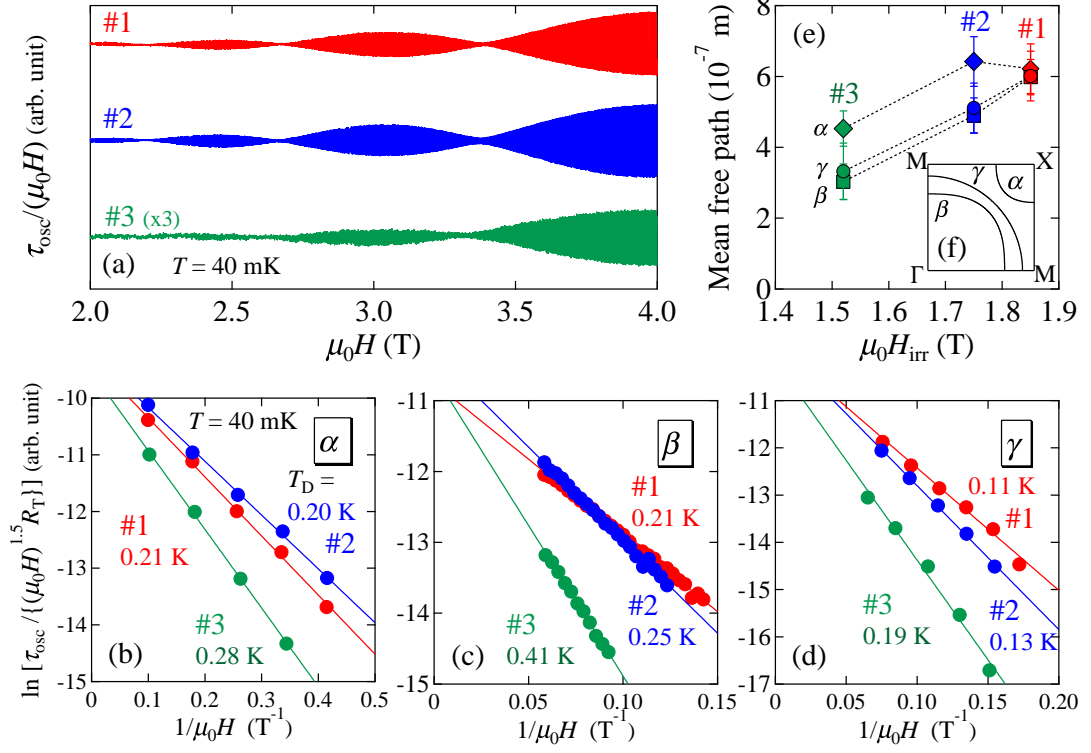 #1
#2
#3 (x3)
(a)
T = 40 mK
τosc/(μ0H) (arb. unit)
2.0 2.5 3.0 3.5 4.0
μ0H (T)
(e)
#2
#1
#3
α
γ
β
Mean free path (10-7 m)
8
6
4
2
0
1.4 1.5 1.6 1.7 1.8 1.9
μ0Hirr (T)
M X
γ α
β
(f)
Γ M
ln [τosc /{(μ0H)1.5RT}] (arb. unit)
-10
-11
-12
-13
-14
-15
T = 40 mK
α
TD =
0.20 K
#2
#1
0.21 K
#3
0.28 K
(b)
0 0.1 0.2 0.3 0.4 0.5
1/μ0H (T-1)
-11
-12
-13
-14
-15
β
#1
0.21 K
#2
0.25 K
#3
0.41 K
(c)
0 0.05 0.10 0.15
1/μ0H (T-1)
-11
-12
-13
-14
-15
-16
-17
γ
0.11 K
#1
#2
0.13 K
#3
0.19 K
(d)
0 0.05 0.10 0.15 0.20
1/μ0H (T-1)